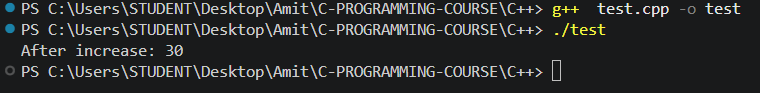 PS C:\Users\STUDENT\Desktop\Amit\C-PROGRAMMING-COURSE\C++> g++  test.cpp -o test
PS C:\Users\STUDENT\Desktop\Amit\C-PROGRAMMING-COURSE\C++> ./test
After increase: 30
PS C:\Users\STUDENT\Desktop\Amit\C-PROGRAMMING-COURSE\C++>